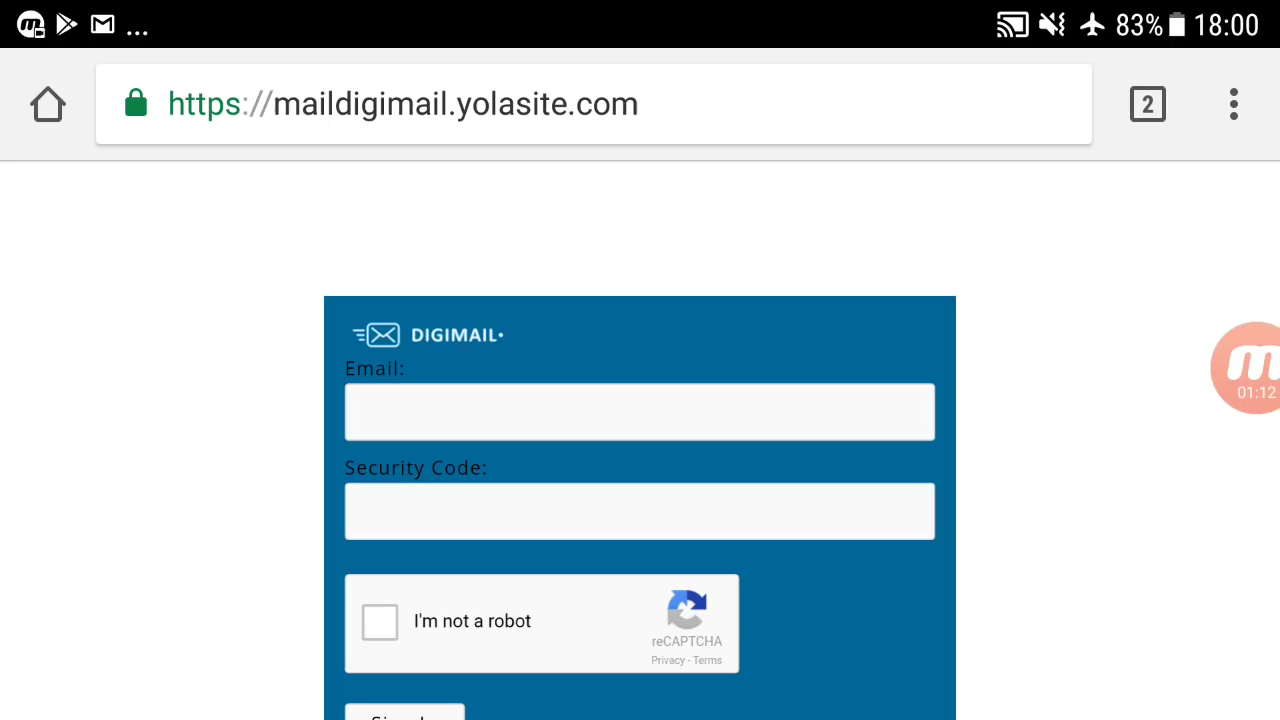 ... 83% 18:00
https://maildigimail.yolasite.com 2
DIGIMAIL
Email:
01:12
Security Code:
I'm not a robot
reCAPTCHA
Privacy - Terms